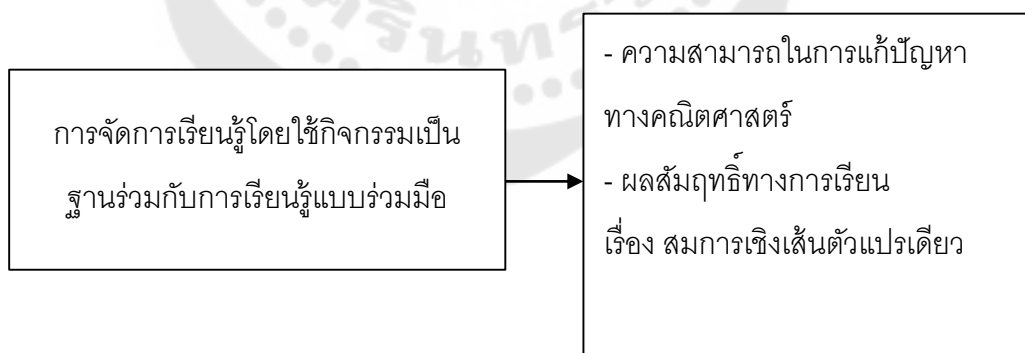 การจัดการเรียนรู้โดยใช้กิจกรรมเป็น
ฐานร่วมกับการเรียนรู้แบบร่วมมือ
- ความสามารถในการแก้ปัญหา
ทางคณิตศาสตร์
- ผลสัมฤทธิ์ทางการเรียน
เรื่อง สมการเชิงเส้นตัวแปรเดียว